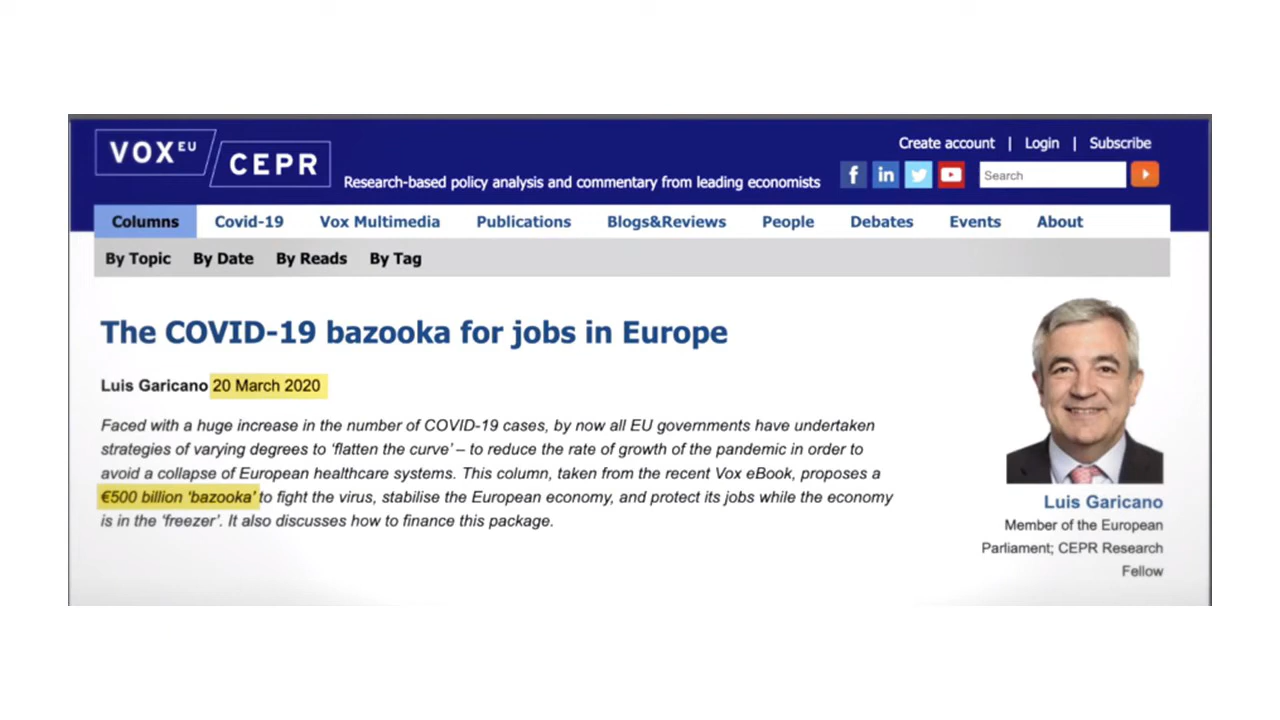 VOX EU CEPR
Research-based policy analysis and commentary from leading economists
Create account | Login | Subscribe
f in Search
Columns Covid-19 Vox Multimedia Publications Blogs&Reviews People Debates Events About
By Topic By Date By Reads By Tag
The COVID-19 bazooka for jobs in Europe
Luis Garicano 20 March 2020
Faced with a huge increase in the number of COVID-19 cases, by now all EU governments have undertaken
strategies of varying degrees to ‘flatten the curve’ – to reduce the rate of growth of the pandemic in order to
avoid a collapse of European healthcare systems. This column, taken from the recent Vox eBook, proposes a
€500 billion ‘bazooka’ to fight the virus, stabilise the European economy, and protect its jobs while the economy
is in the ‘freezer’. It also discusses how to finance this package.
Luis Garicano
Member of the European
Parliament; CEPR Research
Fellow